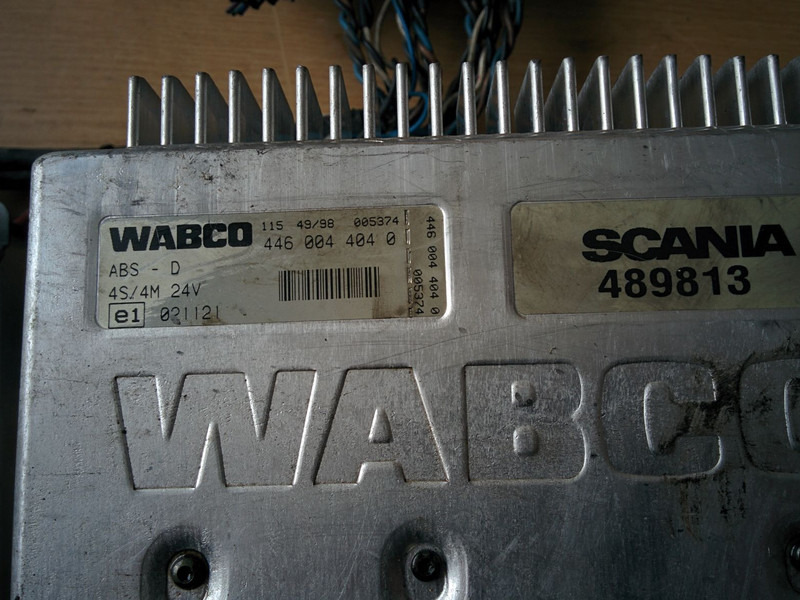 WABCO 115 49/98 005374
446 004 404 0
ABS - D
4S/4M 24V
e1 021121
446 004 404 0
005374
SCANIA
489813
WABCO